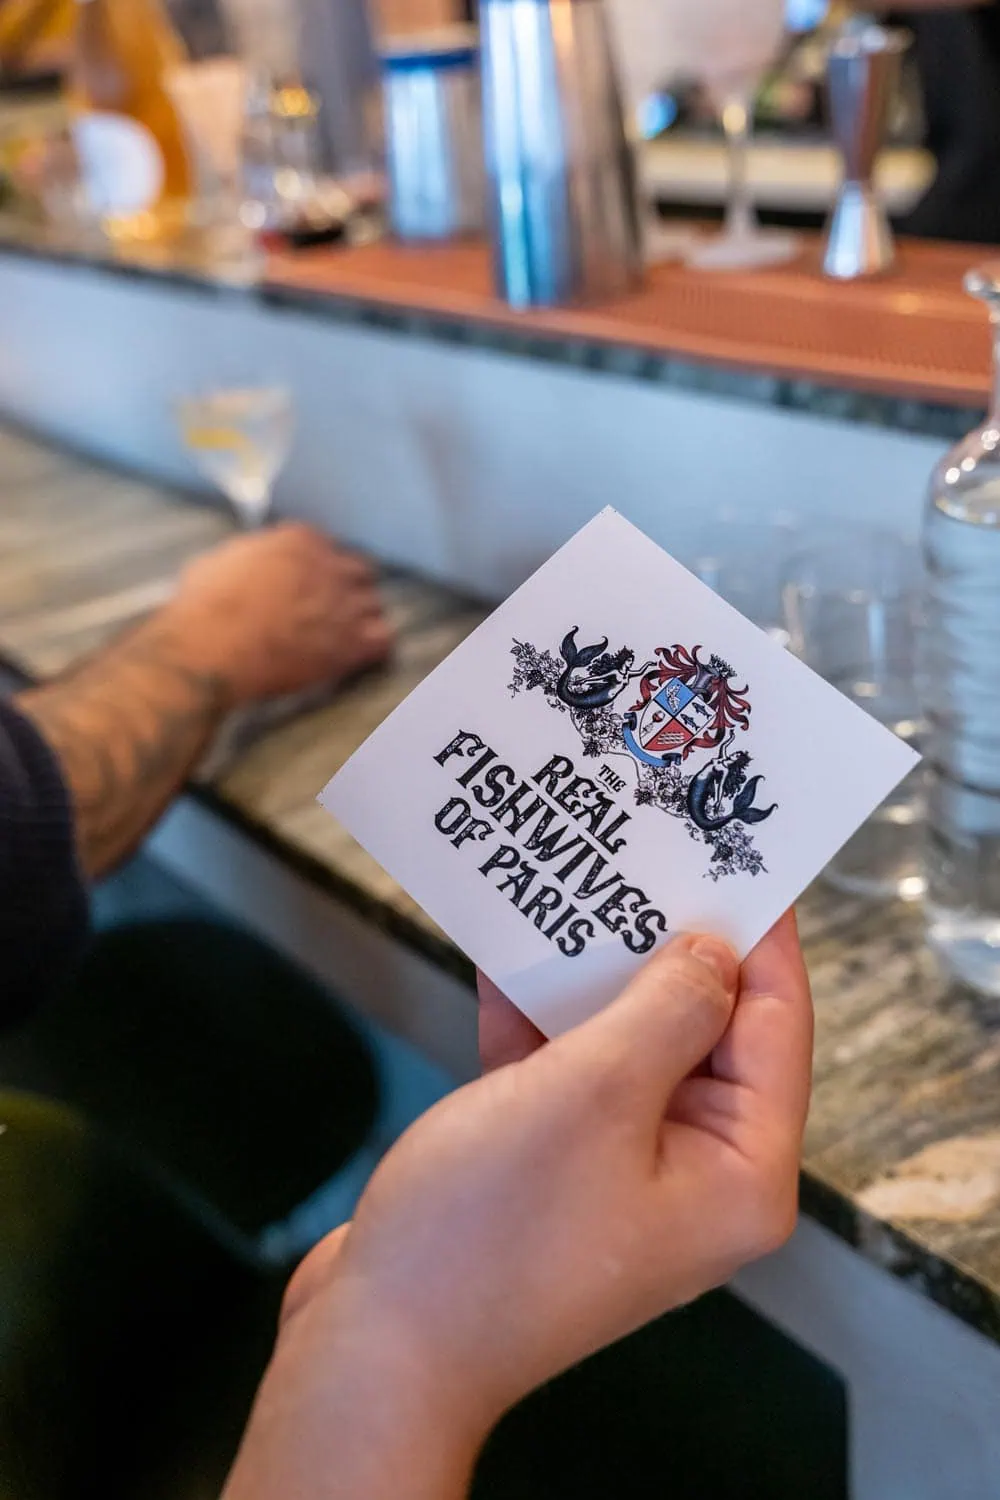 THE
REAL
FISHWIVES
OF PARIS